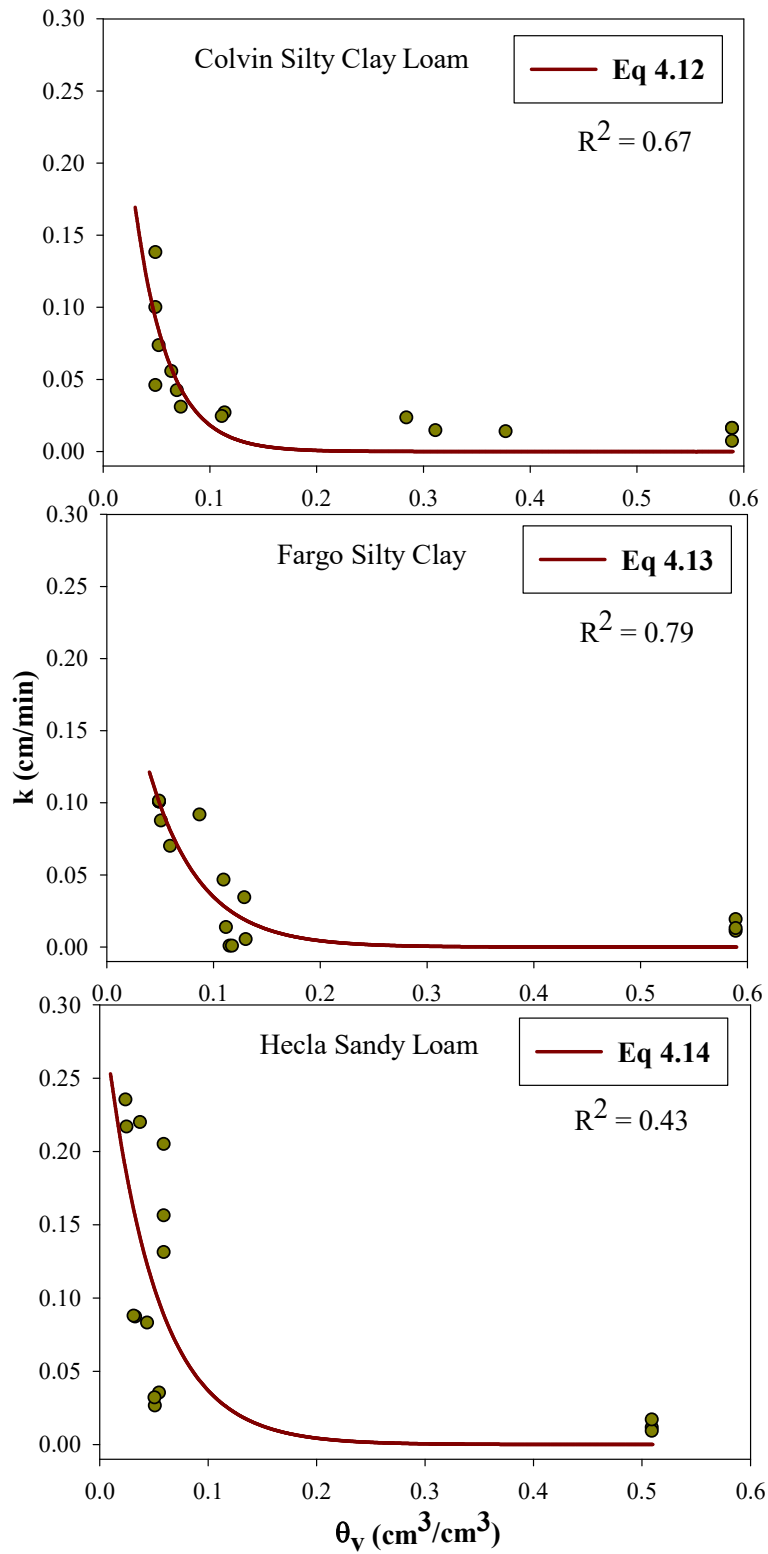 0.30
Colvin Silty Clay Loam
Eq 4.12
0.25
R2 = 0.67
0.20
0.15
0.10
0.05
0.00
0.0 0.1 0.2 0.3 0.4 0.5 0.6
0.30
Fargo Silty Clay
Eq 4.13
0.25
R2 = 0.79
0.20
0.15
k (cm/min)
0.10
0.05
0.00
0.0 0.1 0.2 0.3 0.4 0.5 0.6
0.30
Hecla Sandy Loam
Eq 4.14
0.25
R2 = 0.43
0.20
0.15
0.10
0.05
0.00
0.0 0.1 0.2 0.3 0.4 0.5 0.6
θv (cm3/cm3)